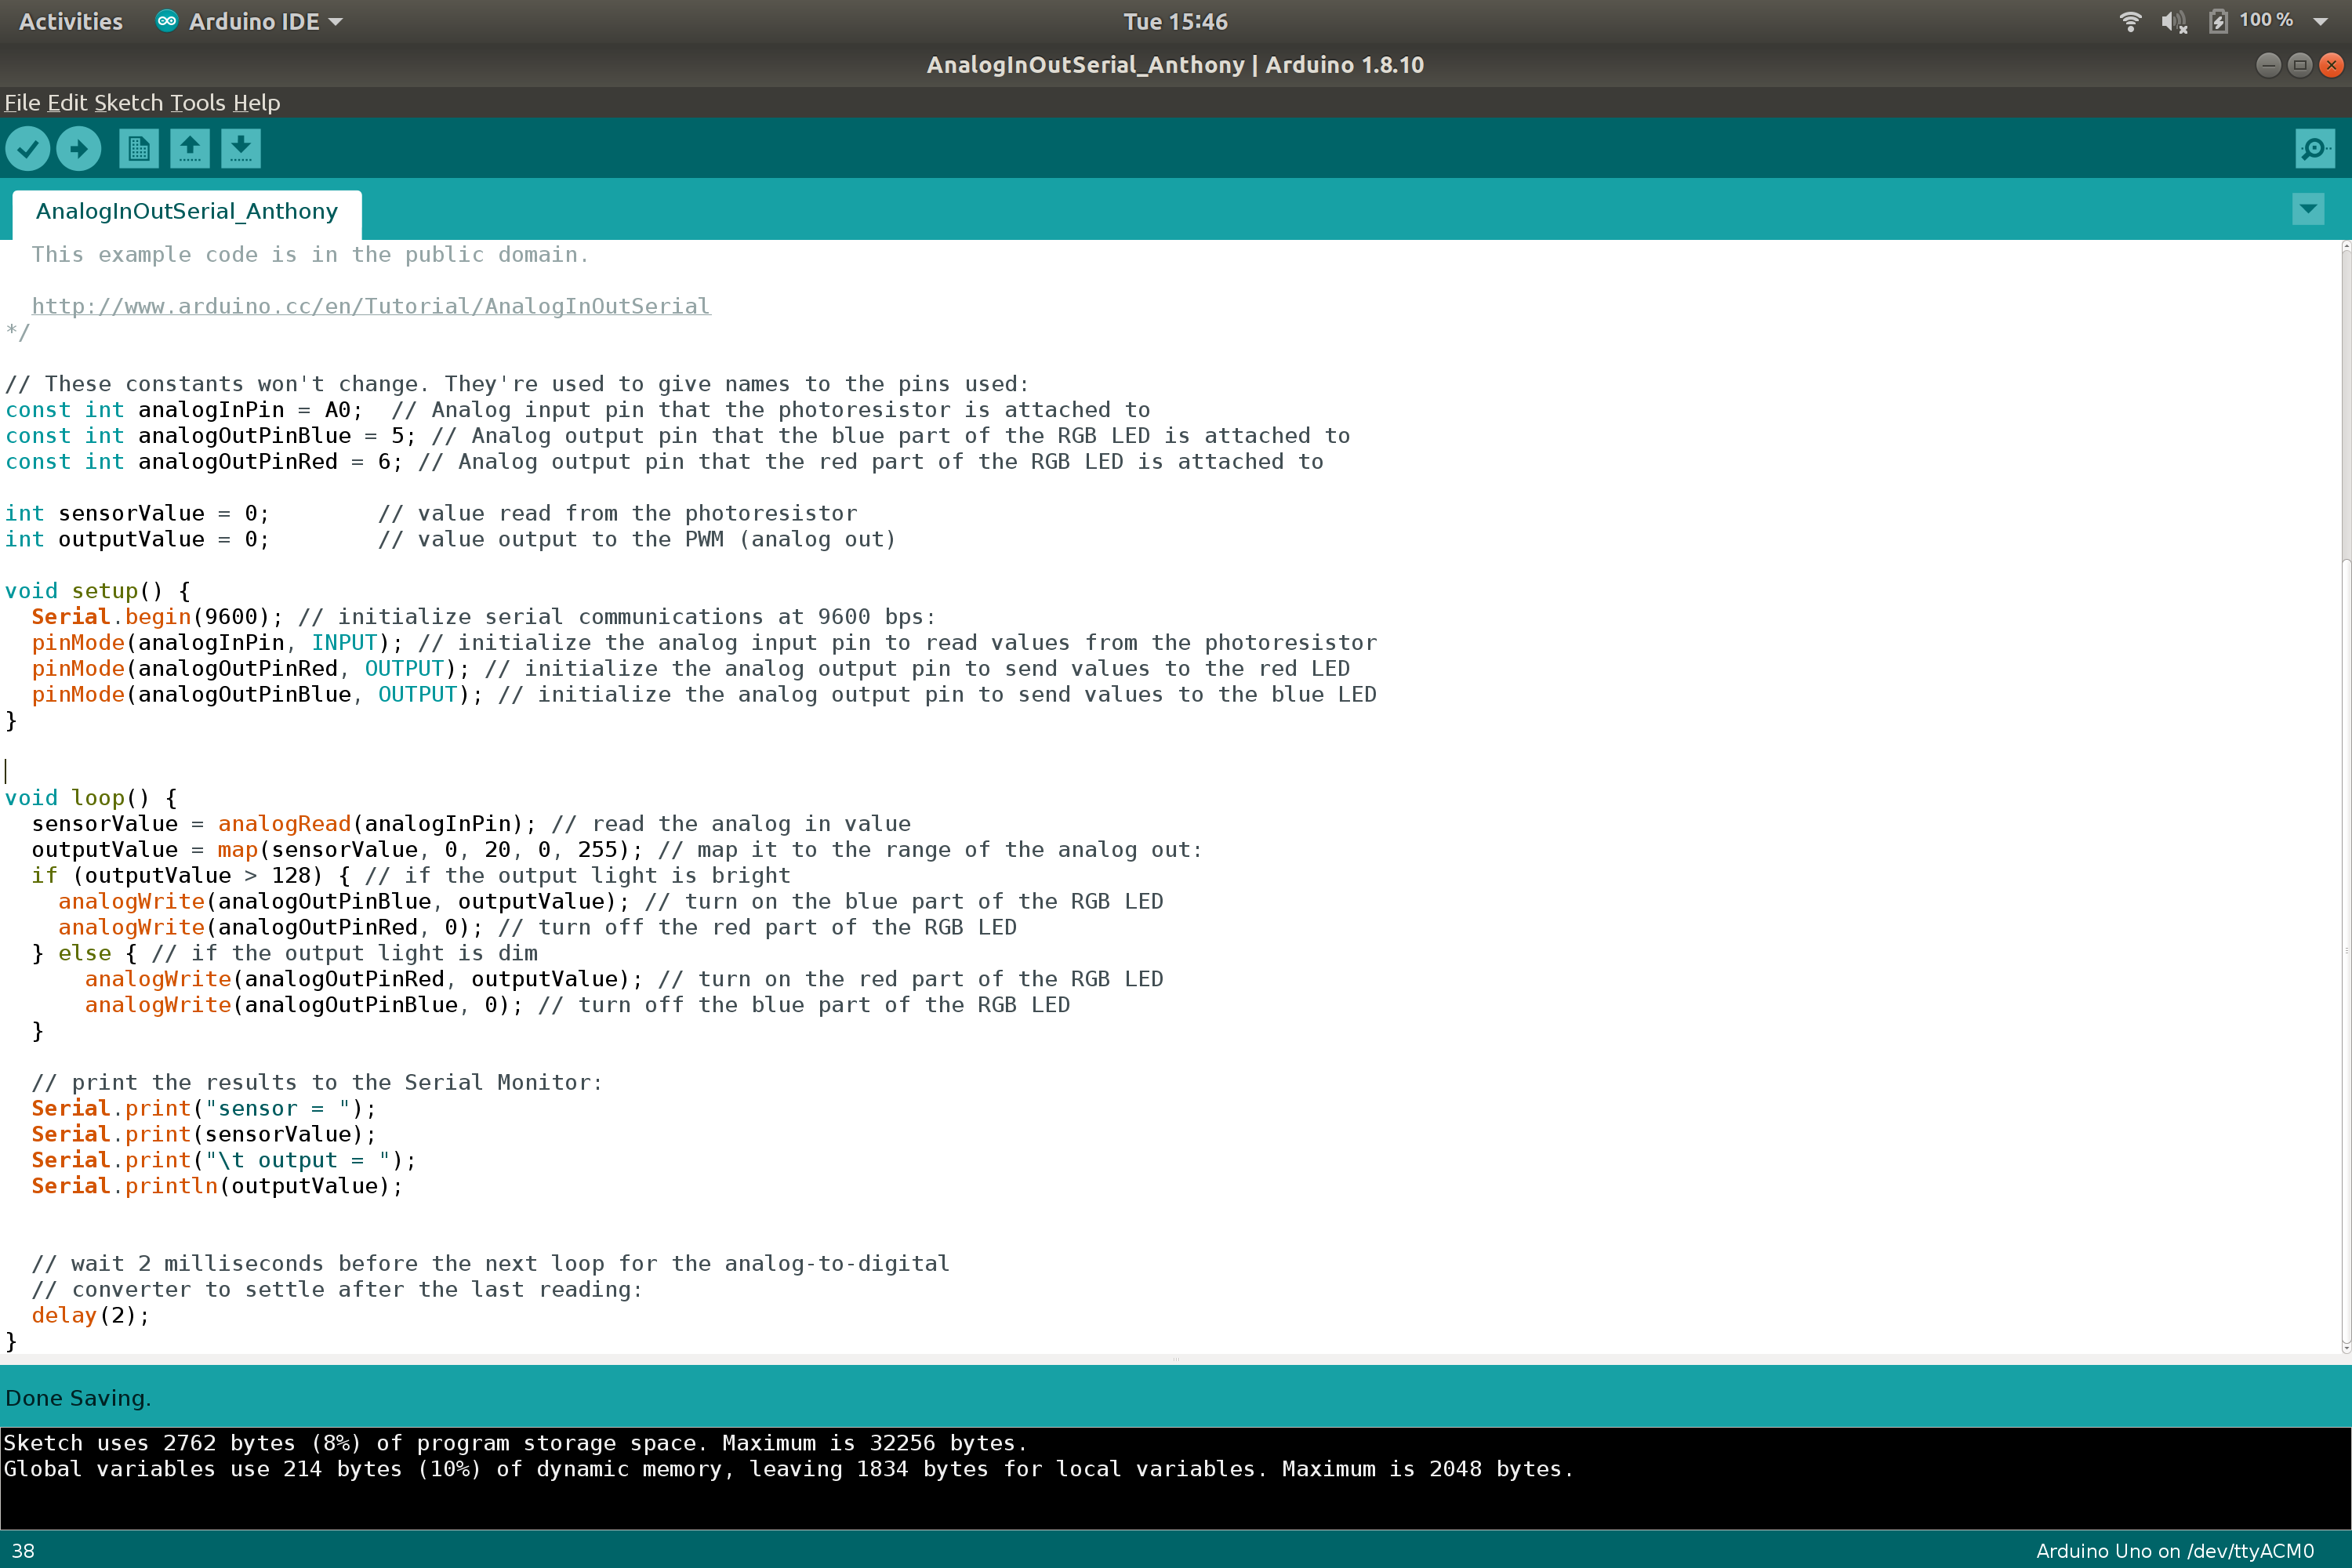 Activities Arduino IDE Tue 15:46 100 %
AnalogInOutSerial_Anthony | Arduino 1.8.10
File Edit Sketch Tools Help
AnalogInOutSerial_Anthony
  This example code is in the public domain.

  http://www.arduino.cc/en/Tutorial/AnalogInOutSerial
*/

// These constants won't change. They're used to give names to the pins used:
const int analogInPin = A0;  // Analog input pin that the photoresistor is attached to
const int analogOutPinBlue = 5; // Analog output pin that the blue part of the RGB LED is attached to
const int analogOutPinRed = 6; // Analog output pin that the red part of the RGB LED is attached to

int sensorValue = 0;        // value read from the photoresistor
int outputValue = 0;        // value output to the PWM (analog out)

void setup() {
  Serial.begin(9600); // initialize serial communications at 9600 bps:
  pinMode(analogInPin, INPUT); // initialize the analog input pin to read values from the photoresistor
  pinMode(analogOutPinRed, OUTPUT); // initialize the analog output pin to send values to the red LED
  pinMode(analogOutPinBlue, OUTPUT); // initialize the analog output pin to send values to the blue LED
}

void loop() {
  sensorValue = analogRead(analogInPin); // read the analog in value
  outputValue = map(sensorValue, 0, 20, 0, 255); // map it to the range of the analog out:
  if (outputValue > 128) { // if the output light is bright
    analogWrite(analogOutPinBlue, outputValue); // turn on the blue part of the RGB LED
    analogWrite(analogOutPinRed, 0); // turn off the red part of the RGB LED
  } else { // if the output light is dim
      analogWrite(analogOutPinRed, outputValue); // turn on the red part of the RGB LED
      analogWrite(analogOutPinBlue, 0); // turn off the blue part of the RGB LED
  }

  // print the results to the Serial Monitor:
  Serial.print("sensor = ");
  Serial.print(sensorValue);
  Serial.print("\t output = ");
  Serial.println(outputValue);

  // wait 2 milliseconds before the next loop for the analog-to-digital
  // converter to settle after the last reading:
  delay(2);
}
Done Saving.
Sketch uses 2762 bytes (8%) of program storage space. Maximum is 32256 bytes.
Global variables use 214 bytes (10%) of dynamic memory, leaving 1834 bytes for local variables. Maximum is 2048 bytes.
38 Arduino Uno on /dev/ttyACM0